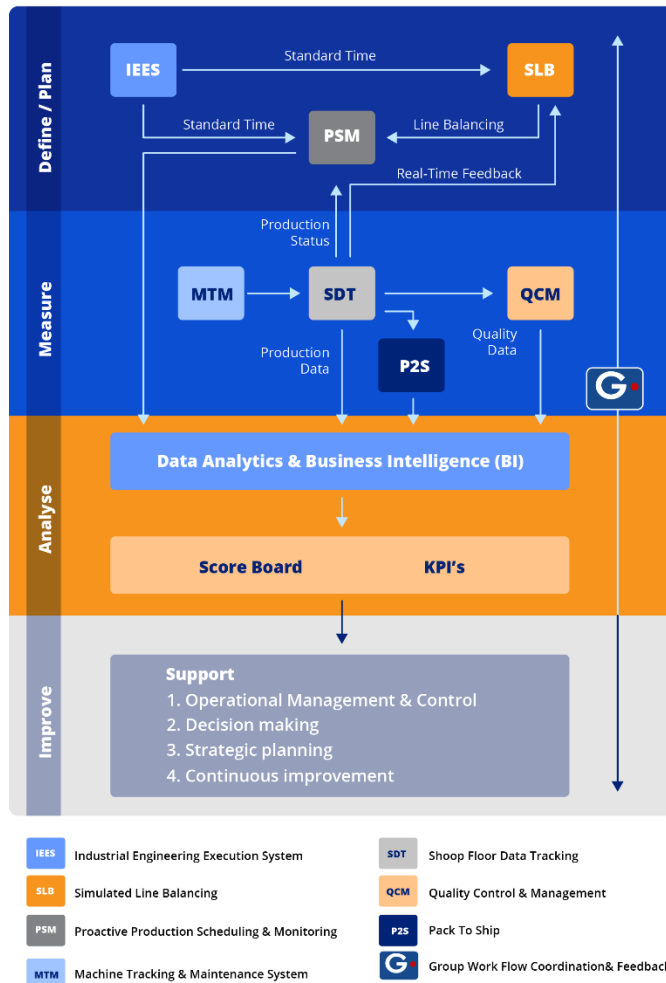 Define / Plan
IEES
Standard Time
SLB
Standard Time
PSM
Line Balancing
Real-Time Feedback
Production
Status
Measure
MTM
SDT
QCM
Production
Data
P2S
Quality
Data
G
Analyse
Data Analytics & Business Intelligence (BI)
Score Board
KPI's
Improve
Support
1. Operational Management & Control
2. Decision making
3. Strategic planning
4. Continuous improvement
IEES Industrial Engineering Execution System
SLB Simulated Line Balancing
PSM Proactive Production Scheduling & Monitoring
MTM Machine Tracking & Maintenance System
SDT Shoop Floor Data Tracking
QCM Quality Control & Management
P2S Pack To Ship
G Group Work Flow Coordination& Feedback